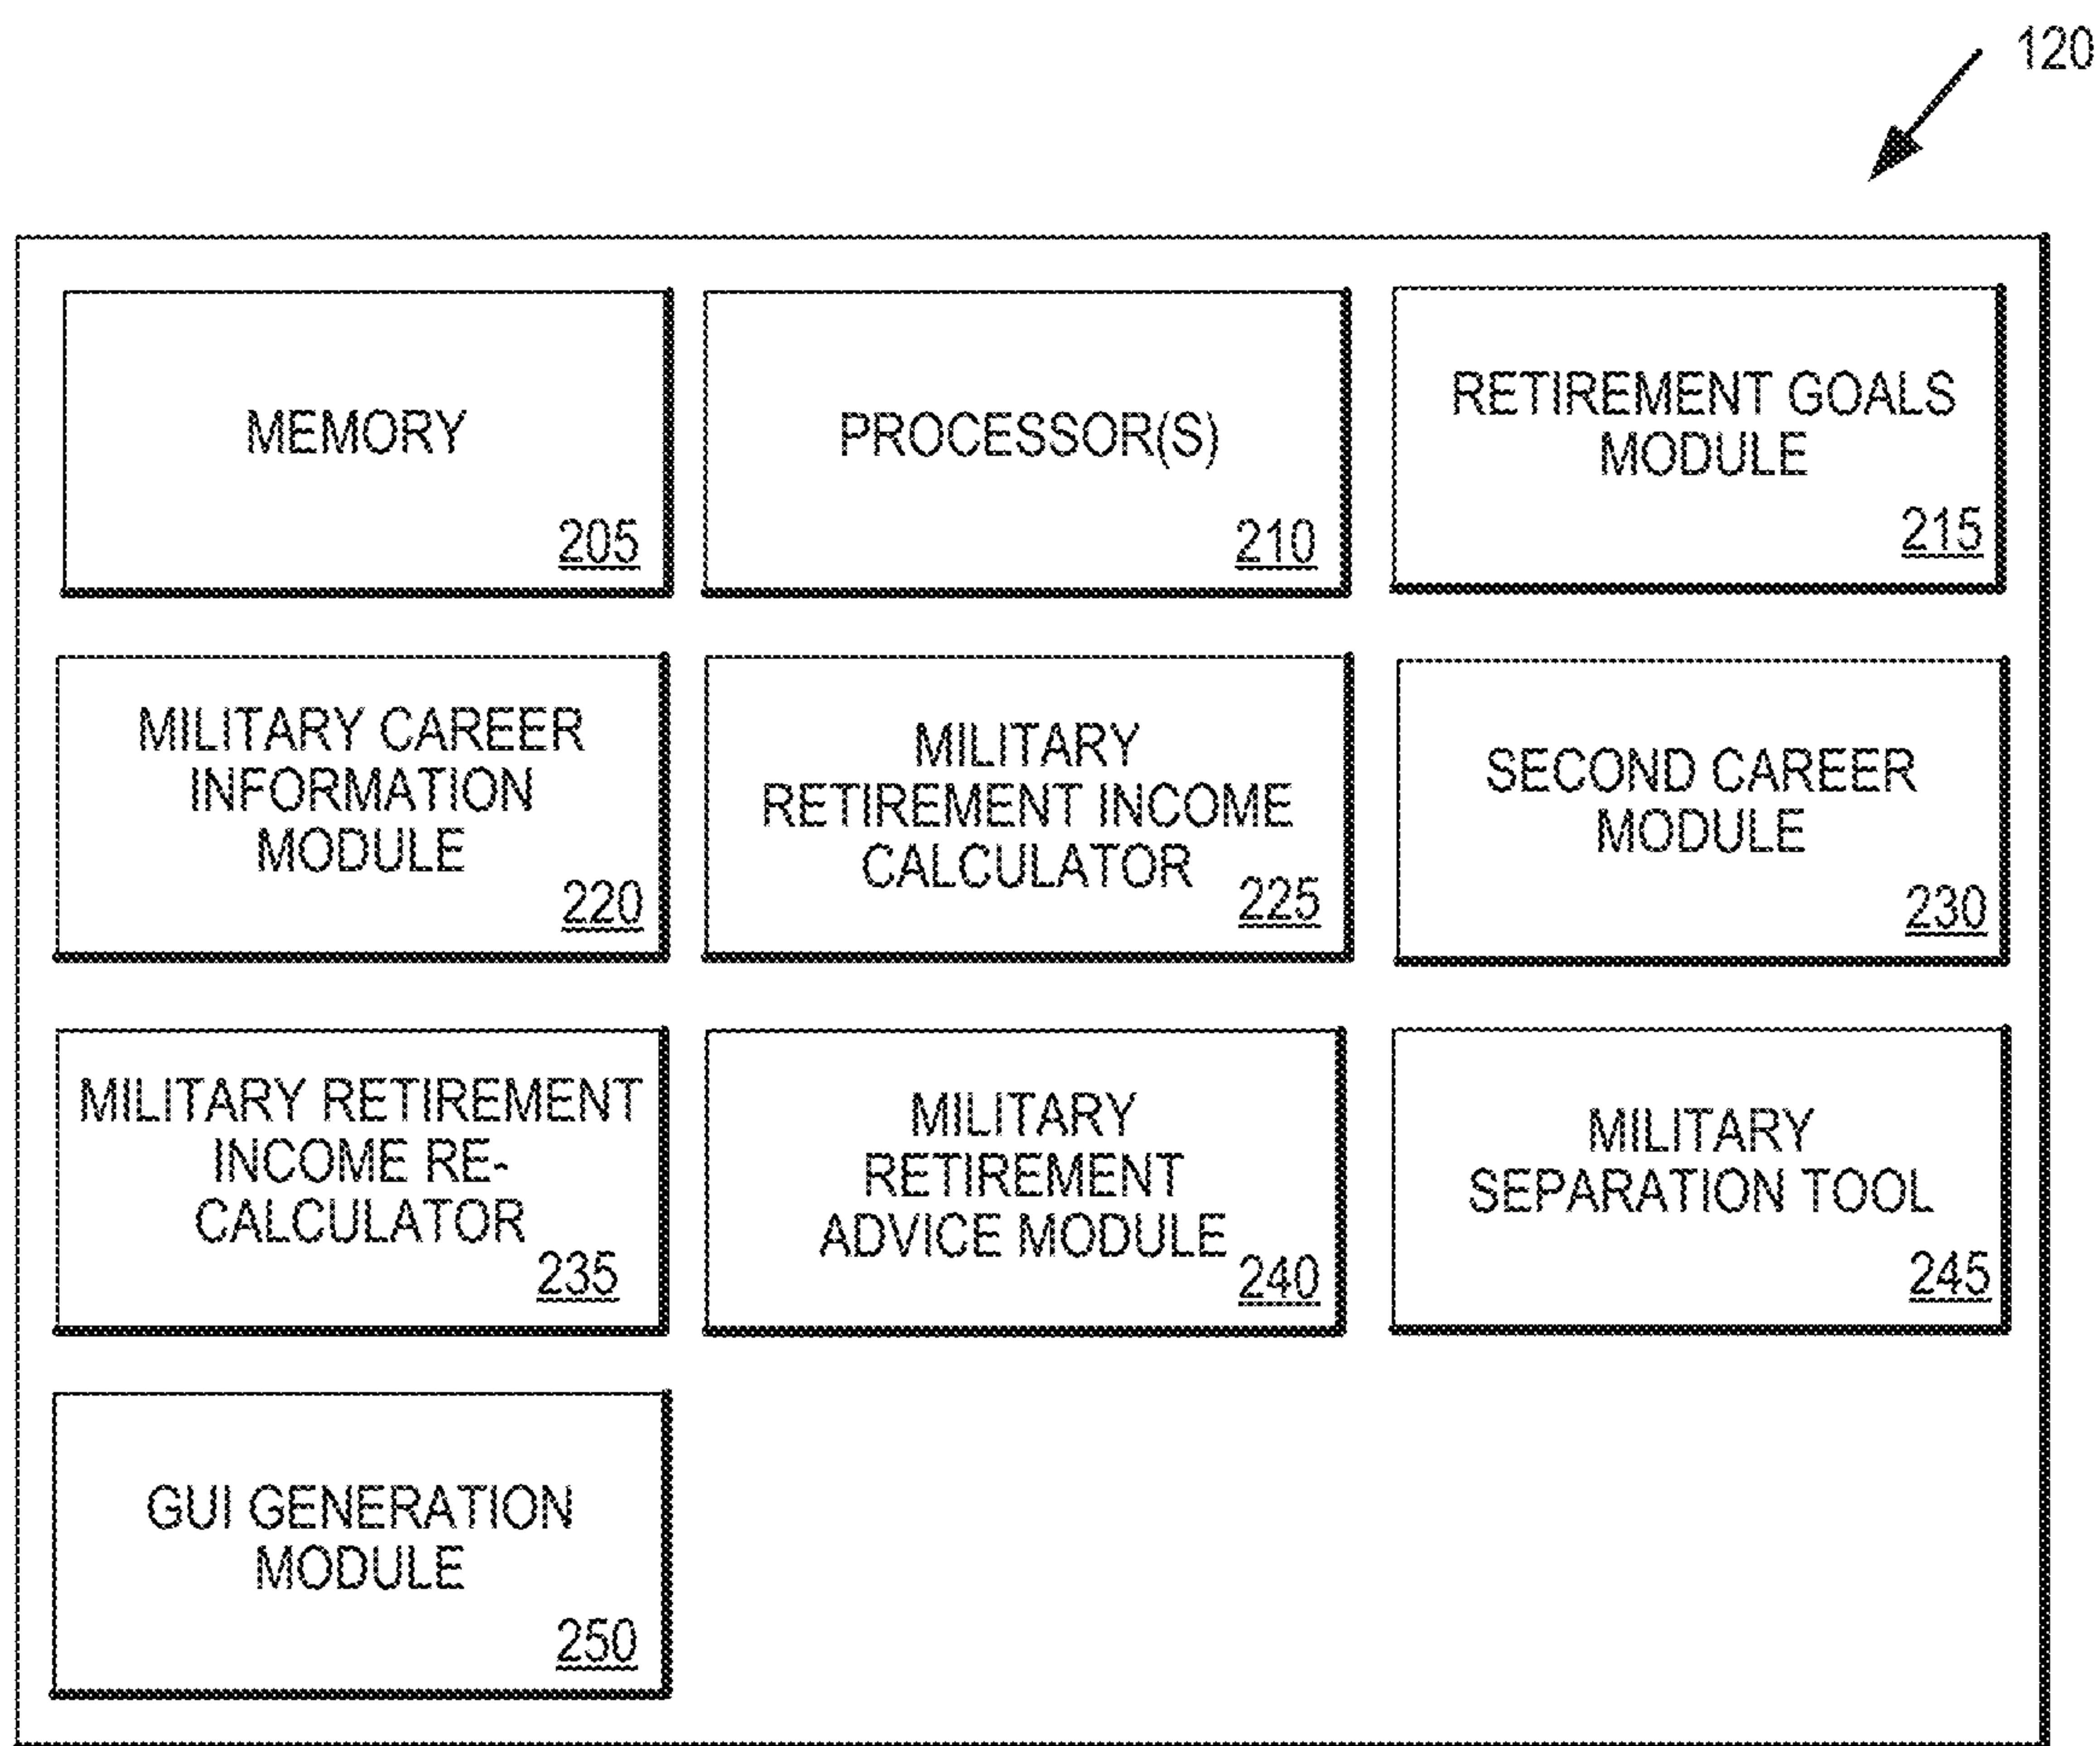 120
MEMORY
205
PROCESSOR(S)
210
RETIREMENT GOALS
MODULE
215
MILITARY CAREER
INFORMATION
MODULE
220
MILITARY
RETIREMENT INCOME
CALCULATOR
225
SECOND CAREER
MODULE
230
MILITARY RETIREMENT
INCOME RE-
CALCULATOR
235
MILITARY
RETIREMENT
ADVICE MODULE
240
MILITARY
SEPARATION TOOL
245
GUI GENERATION
MODULE
250